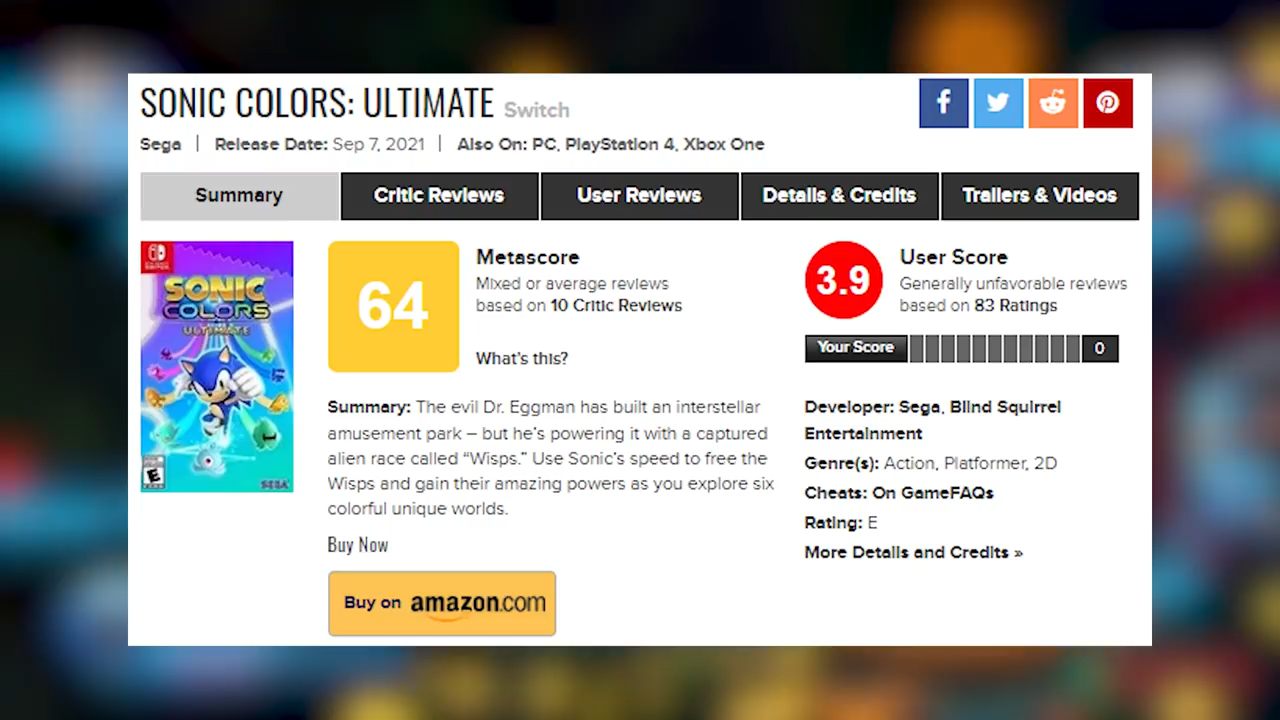 SONIC COLORS: ULTIMATE Switch
Sega | Release Date: Sep 7, 2021 | Also On: PC, PlayStation 4, Xbox One
Summary
Critic Reviews
User Reviews
Details & Credits
Trailers & Videos
SONIC
COLORS
ULTIMATE
E
SEGA
64
Metascore
Mixed or average reviews
based on 10 Critic Reviews
What's this?
3.9
User Score
Generally unfavorable reviews
based on 83 Ratings
Your Score
0
Summary: The evil Dr. Eggman has built an interstellar
amusement park – but he's powering it with a captured
alien race called “Wisps.” Use Sonic's speed to free the
Wisps and gain their amazing powers as you explore six
colorful unique worlds.
Buy Now
Buy on amazon.com
Developer: Sega, Blind Squirrel
Entertainment
Genre(s): Action, Platformer, 2D
Cheats: On GameFAQs
Rating: E
More Details and Credits »